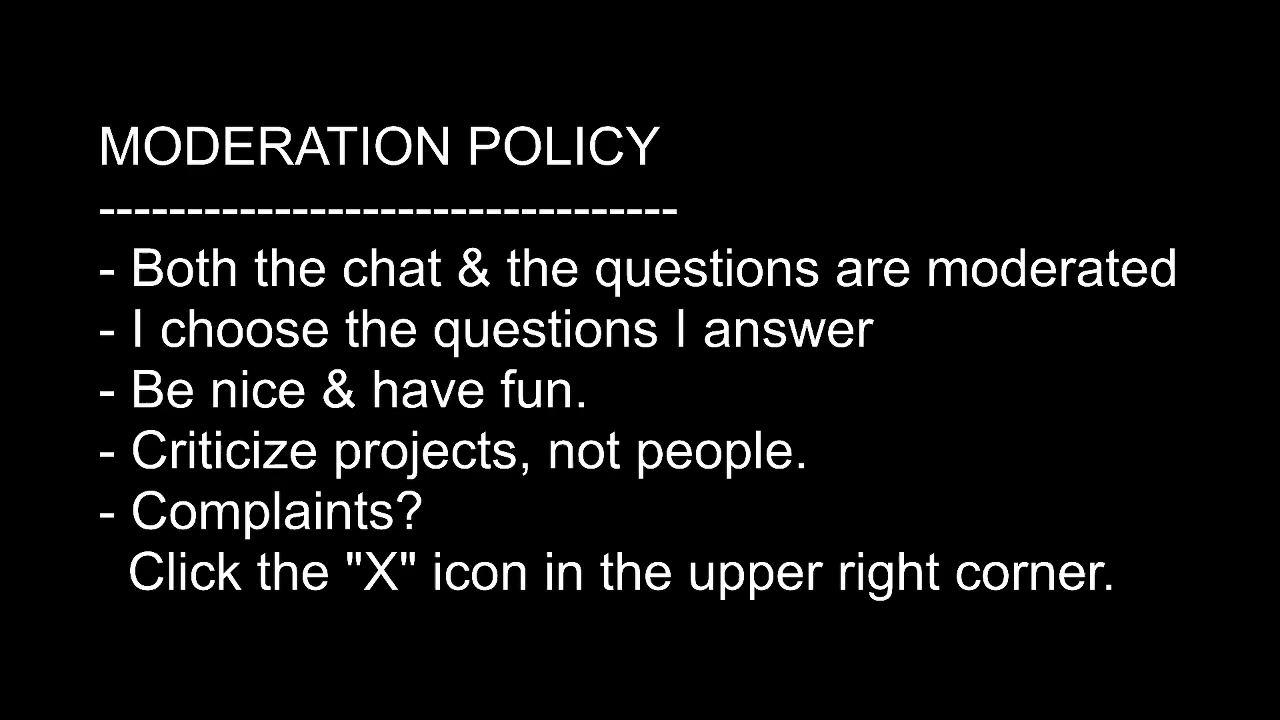 MODERATION POLICY
---------------------------------
- Both the chat & the questions are moderated
- I choose the questions I answer
- Be nice & have fun.
- Criticize projects, not people.
- Complaints?
Click the "X" icon in the upper right corner.